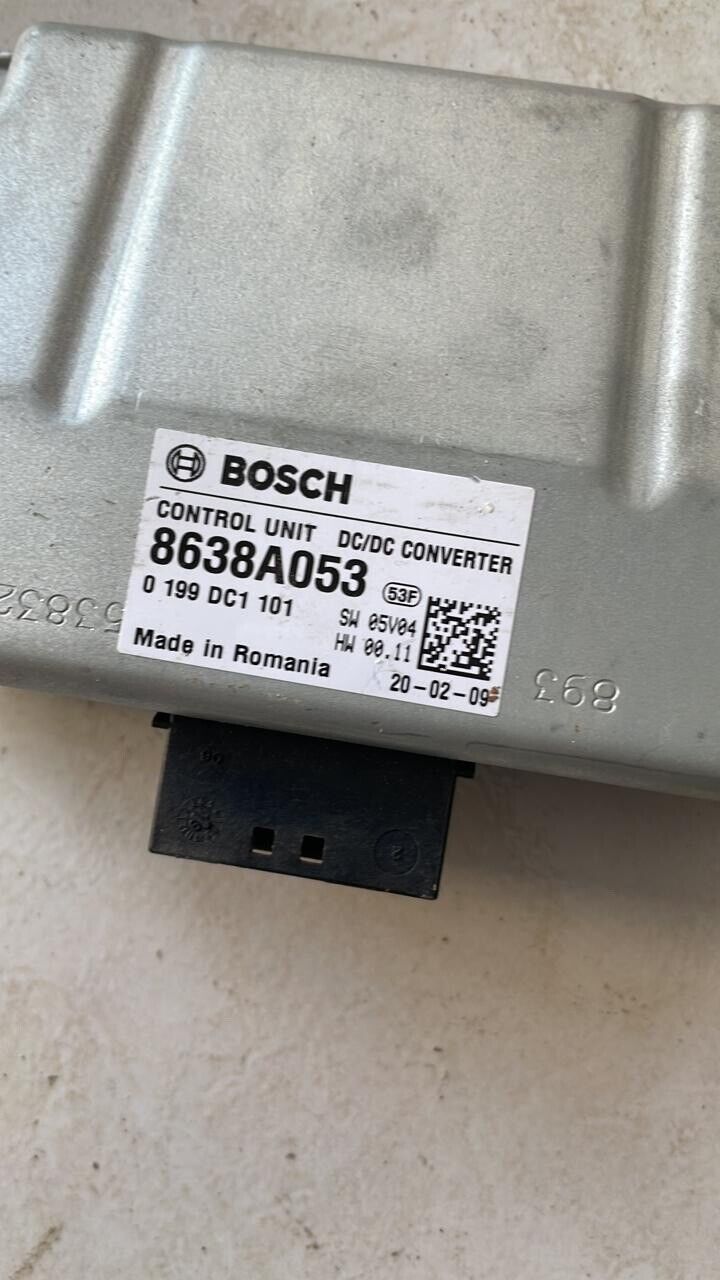 BOSCH
CONTROL UNIT DC/DC CONVERTER
8638A053
53F
0 199 DC1 101
SW 05V04
HW 00.11
Made in Romania
20-02-09
893